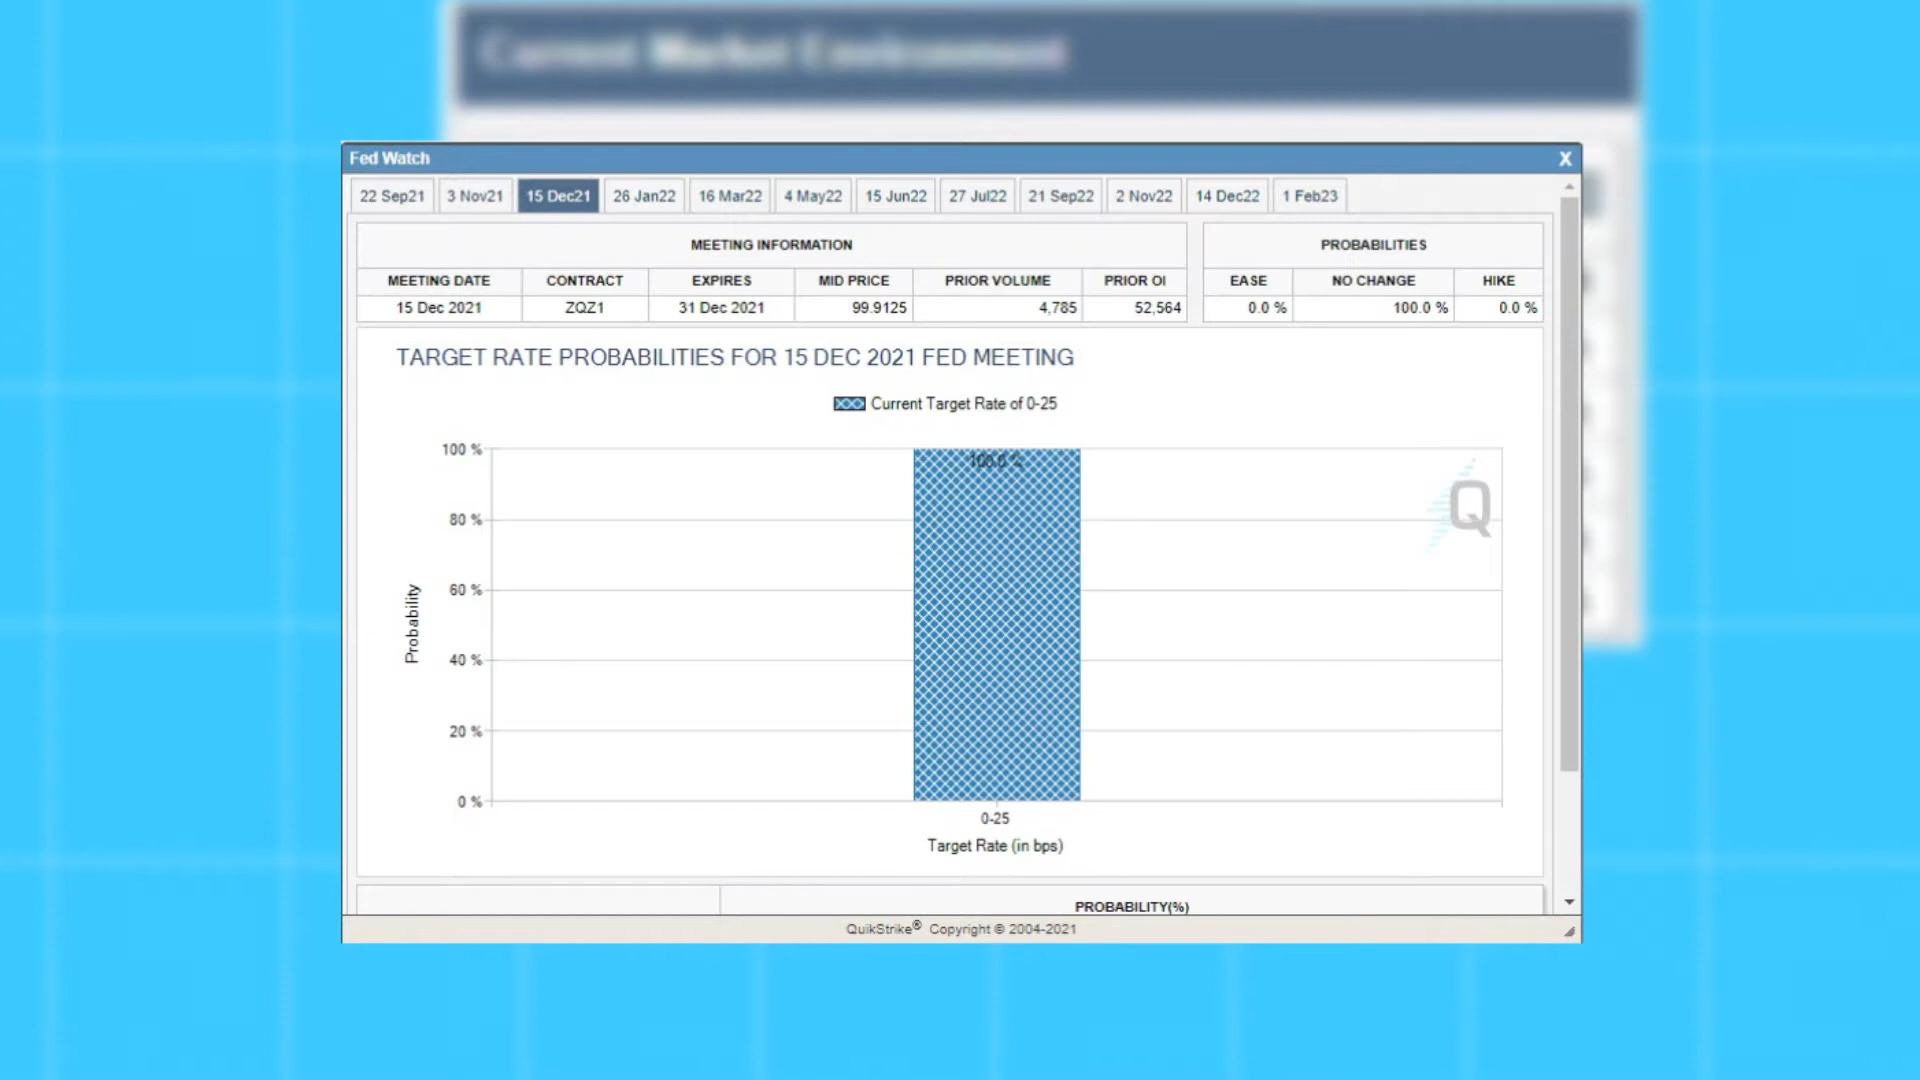 Current Market Environment
Fed Watch X
22 Sep21 3 Nov21 15 Dec21 26 Jan22 16 Mar22 4 May22 15 Jun22 27 Jul22 21 Sep22 2 Nov22 14 Dec22 1 Feb23
MEETING INFORMATION PROBABILITIES
MEETING DATE CONTRACT EXPIRES MID PRICE PRIOR VOLUME PRIOR OI EASE NO CHANGE HIKE
15 Dec 2021 ZQZ1 31 Dec 2021 99.9125 4,785 52,564 0.0 % 100.0 % 0.0 %
TARGET RATE PROBABILITIES FOR 15 DEC 2021 FED MEETING
Current Target Rate of 0-25
100 %
100.0 %
Q
80 %
60 %
Probability
40 %
20 %
0 %
0-25
Target Rate (in bps)
PROBABILITY(%)
QuikStrike® Copyright © 2004-2021